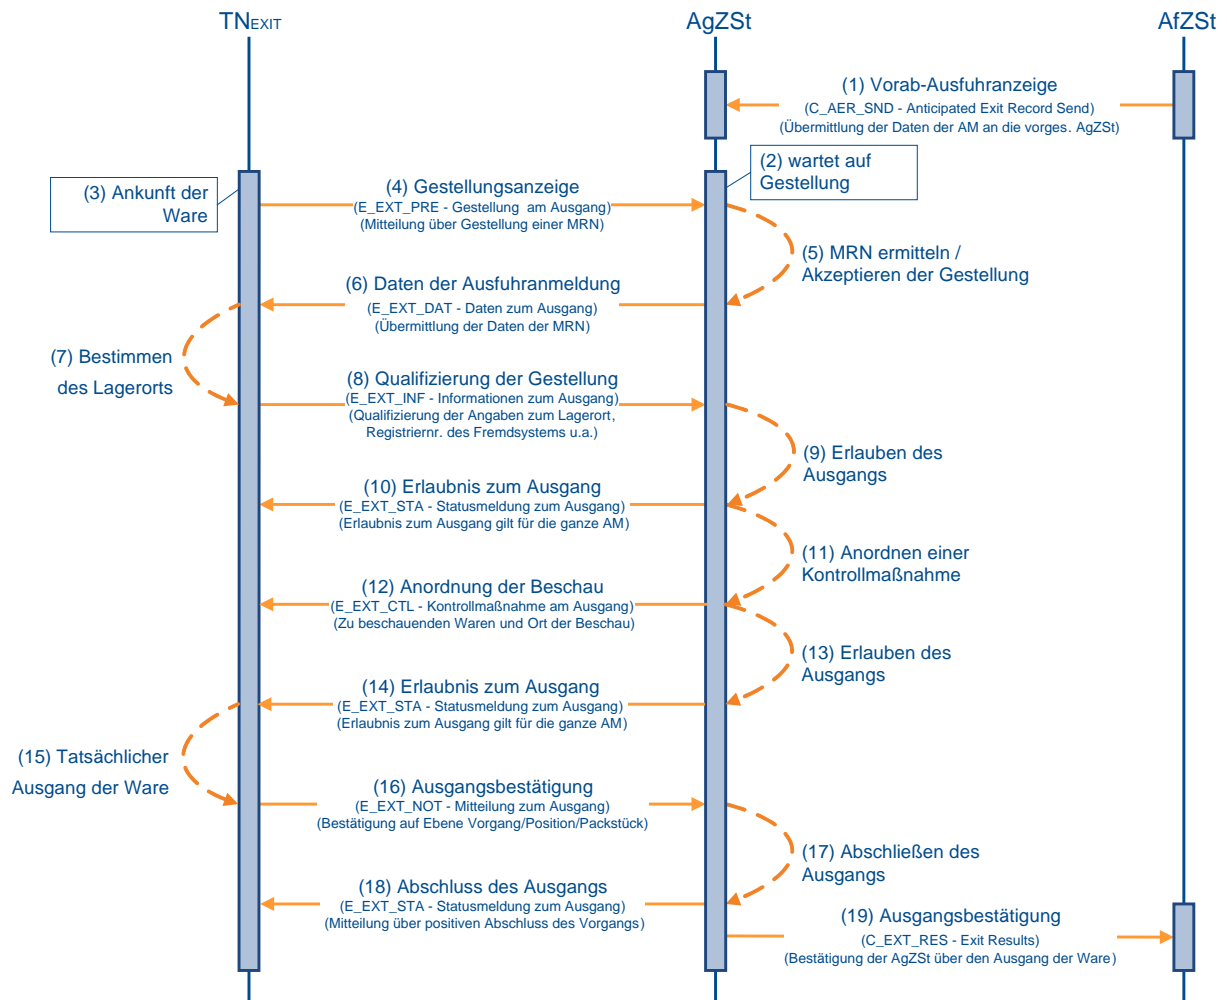 TNEXIT
AgZSt
AfZSt
(1) Vorab-Ausfuhranzeige
(C_AER_SND - Anticipated Exit Record Send)
(Übermittlung der Daten der AM an die vorges. AgZSt)
(2) wartet auf
Gestellung
(3) Ankunft der
Ware
(4) Gestellungsanzeige
(E_EXT_PRE - Gestellung am Ausgang)
(Mitteilung über Gestellung einer MRN)
(5) MRN ermitteln /
Akzeptieren der Gestellung
(6) Daten der Ausfuhranmeldung
(E_EXT_DAT - Daten zum Ausgang)
(Übermittlung der Daten der MRN)
(7) Bestimmen
des Lagerorts
(8) Qualifizierung der Gestellung
(E_EXT_INF - Informationen zum Ausgang)
(Qualifizierung der Angaben zum Lagerort,
Registriernr. des Fremdsystems u.a.)
(9) Erlauben des
Ausgangs
(10) Erlaubnis zum Ausgang
(E_EXT_STA - Statusmeldung zum Ausgang)
(Erlaubnis zum Ausgang gilt für die ganze AM)
(11) Anordnen einer
Kontrollmaßnahme
(12) Anordnung der Beschau
(E_EXT_CTL - Kontrollmaßnahme am Ausgang)
(Zu beschauenden Waren und Ort der Beschau)
(13) Erlauben des
Ausgangs
(14) Erlaubnis zum Ausgang
(E_EXT_STA - Statusmeldung zum Ausgang)
(Erlaubnis zum Ausgang gilt für die ganze AM)
(15) Tatsächlicher
Ausgang der Ware
(16) Ausgangsbestätigung
(E_EXT_NOT - Mitteilung zum Ausgang)
(Bestätigung auf Ebene Vorgang/Position/Packstück)
(17) Abschließen des
Ausgangs
(18) Abschluss des Ausgangs
(E_EXT_STA - Statusmeldung zum Ausgang)
(Mitteilung über positiven Abschluss des Vorgangs)
(19) Ausgangsbestätigung
(C_EXT_RES - Exit Results)
(Bestätigung der AgZSt über den Ausgang der Ware)